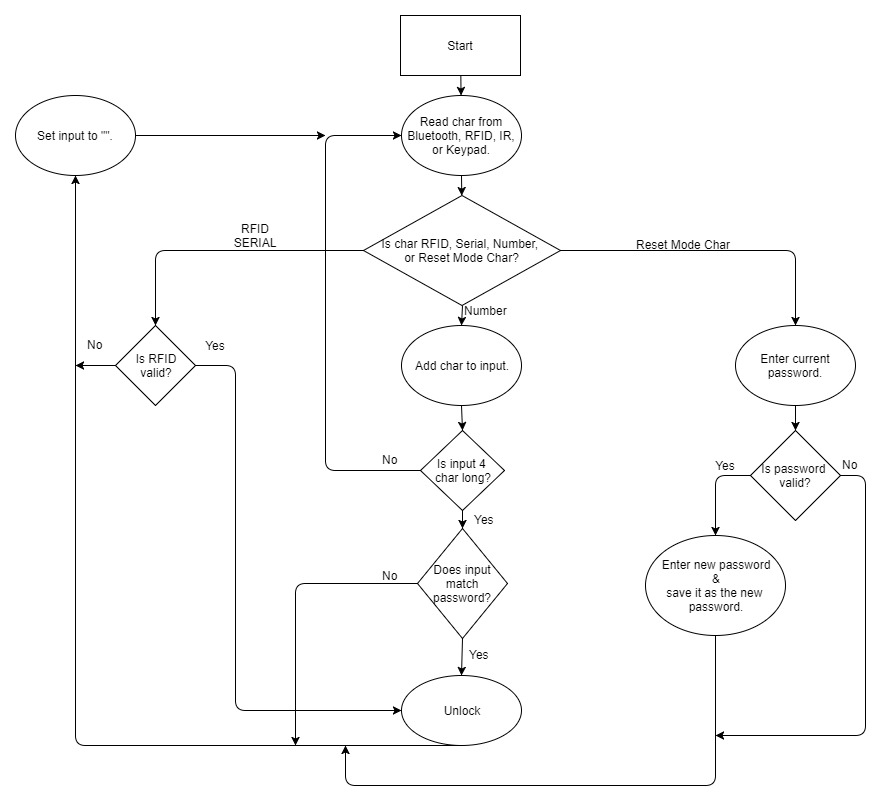 Start
Set input to "".
Read char from
Bluetooth, RFID, IR,
or Keypad.
RFID
SERIAL
Is char RFID, Serial, Number,
or Reset Mode Char?
Reset Mode Char
Number
No
Is RFID
valid?
Yes
Add char to input.
Enter current
password.
No
Is input 4
char long?
Yes
Is password
valid?
No
Yes
No
Does input
match
password?
Enter new password
&
save it as the new
password.
Yes
Unlock